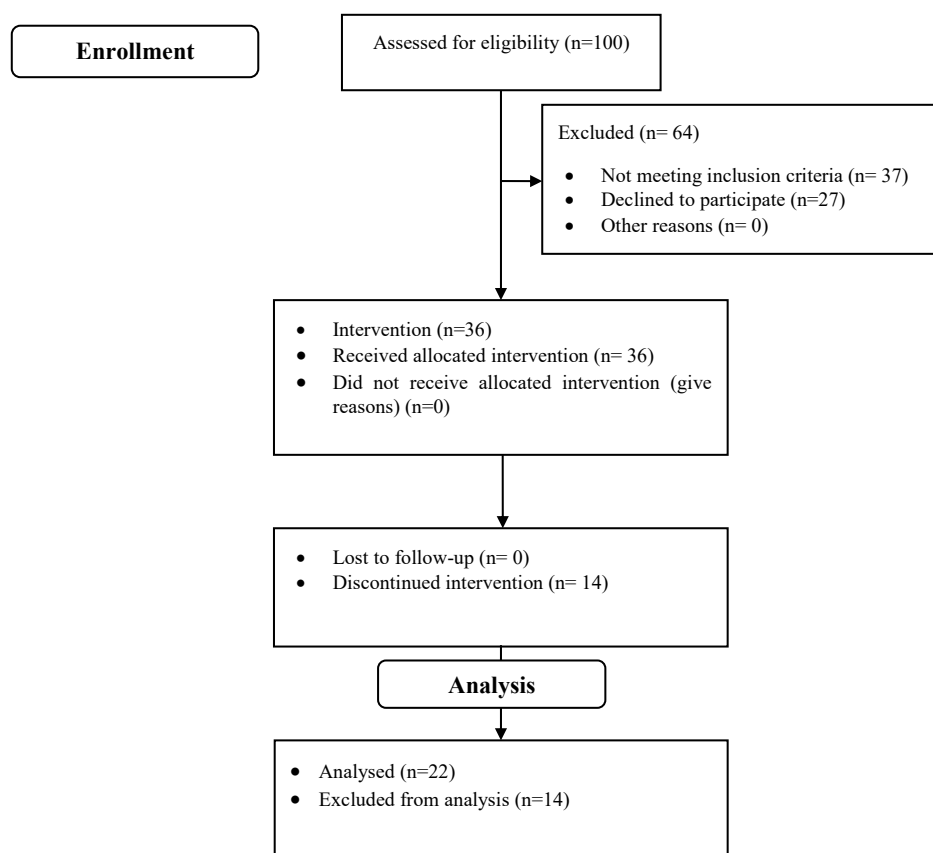 Enrollment
Assessed for eligibility (n=100)
Excluded (n= 64)
• Not meeting inclusion criteria (n= 37)
• Declined to participate (n=27)
• Other reasons (n= 0)
• Intervention (n=36)
• Received allocated intervention (n= 36)
• Did not receive allocated intervention (give
reasons) (n=0)
• Lost to follow-up (n= 0)
• Discontinued intervention (n= 14)
Analysis
• Analysed (n=22)
• Excluded from analysis (n=14)